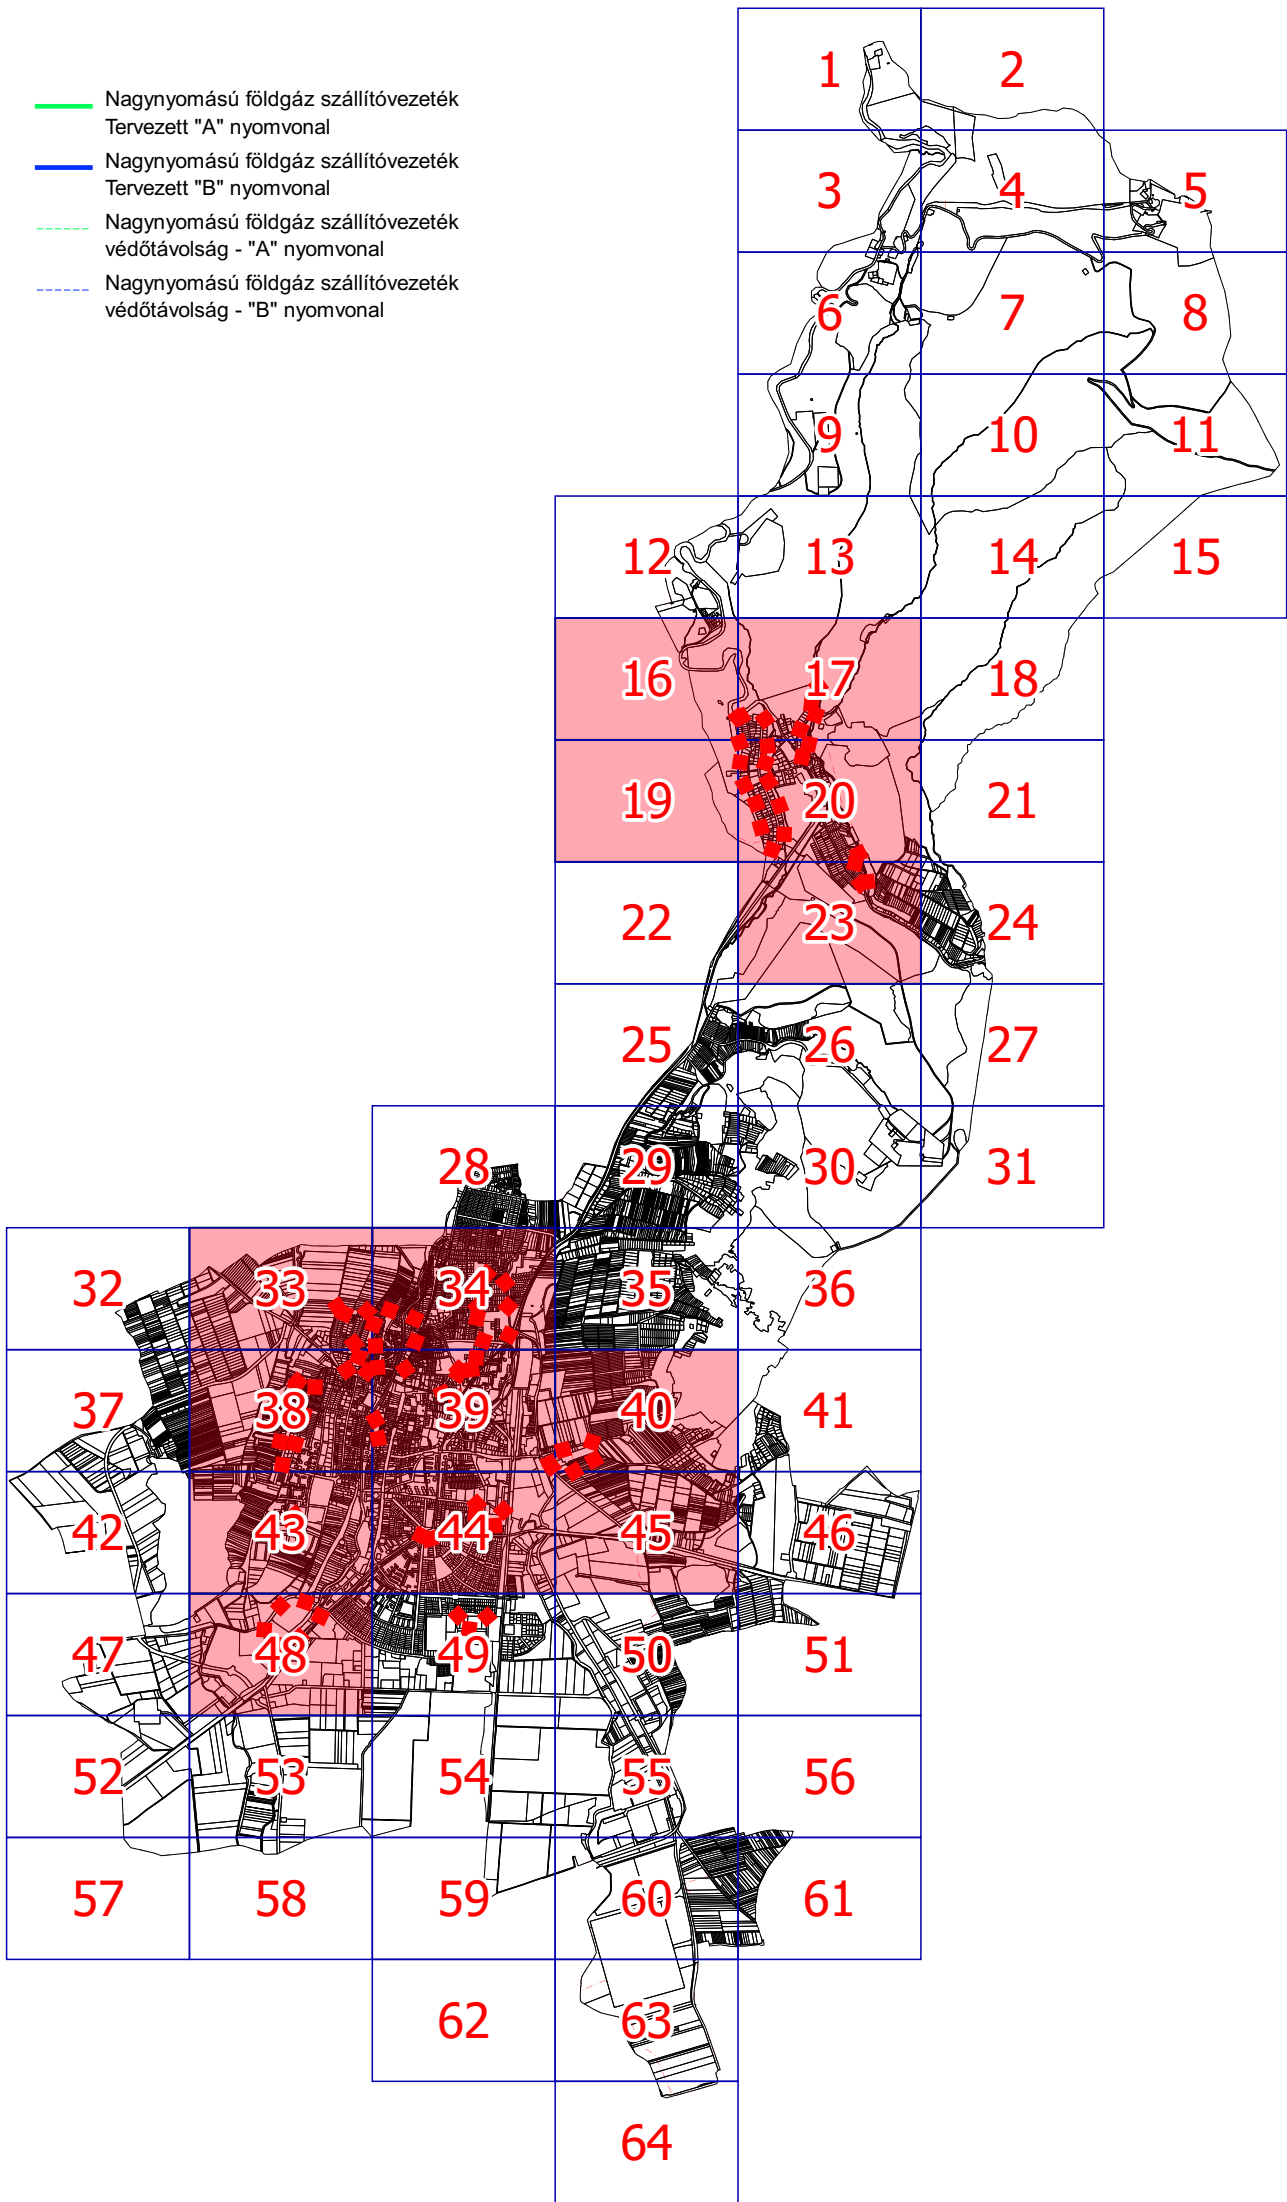 Nagynyomású földgáz szállítóvezeték
Tervezett "A" nyomvonal
Nagynyomású földgáz szállítóvezeték
Tervezett "B" nyomvonal
Nagynyomású földgáz szállítóvezeték
védőtávolság - "A" nyomvonal
Nagynyomású földgáz szállítóvezeték
védőtávolság - "B" nyomvonal
1 2
3 4 5
6 7 8
9 10 11
12 13 14 15
16 17 18
19 20 21
22 23 24
25 26 27
28 29 30 31
32 33 34 35 36
37 38 39 40 41
42 43 44 45 46
47 48 49 50 51
52 53 54 55 56
57 58 59 60 61
62 63
64